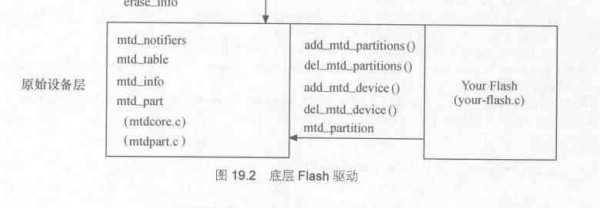 erase_info
mtd_notifiers
mtd_table
mtd_info
mtd_part
(mtdcore.c)
(mtdpart.c)
原始设备层
add_mtd_partitions()
del_mtd_partitions()
add_mtd_device()
del_mtd_device()
mtd_partition
Your Flash
(your-flash.c)
图 19.2 底层 Flash 驱动